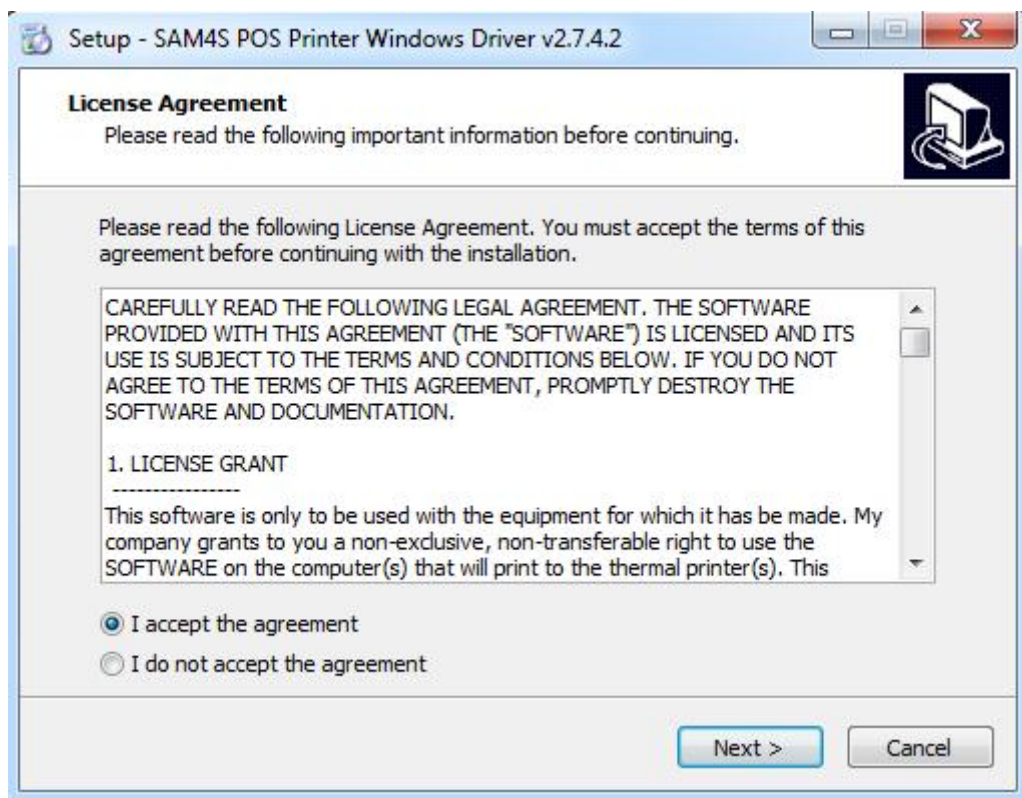 Setup - SAM4S POS Printer Windows Driver v2.7.4.2
License Agreement
Please read the following important information before continuing.
Please read the following License Agreement. You must accept the terms of this
agreement before continuing with the installation.
CAREFULLY READ THE FOLLOWING LEGAL AGREEMENT. THE SOFTWARE
PROVIDED WITH THIS AGREEMENT (THE "SOFTWARE") IS LICENSED AND ITS
USE IS SUBJECT TO THE TERMS AND CONDITIONS BELOW. IF YOU DO NOT
AGREE TO THE TERMS OF THIS AGREEMENT, PROMPTLY DESTROY THE
SOFTWARE AND DOCUMENTATION.
1. LICENSE GRANT
----------------
This software is only to be used with the equipment for which it has be made. My
company grants to you a non-exclusive, non-transferable right to use the
SOFTWARE on the computer(s) that will print to the thermal printer(s). This
I accept the agreement
I do not accept the agreement
Next >
Cancel